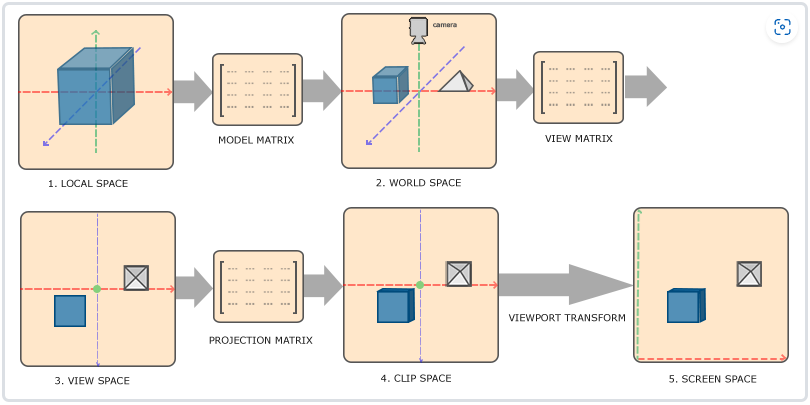 camera
MODEL MATRIX
VIEW MATRIX
1. LOCAL SPACE
2. WORLD SPACE
VIEWPORT TRANSFORM
PROJECTION MATRIX
3. VIEW SPACE
4. CLIP SPACE
5. SCREEN SPACE